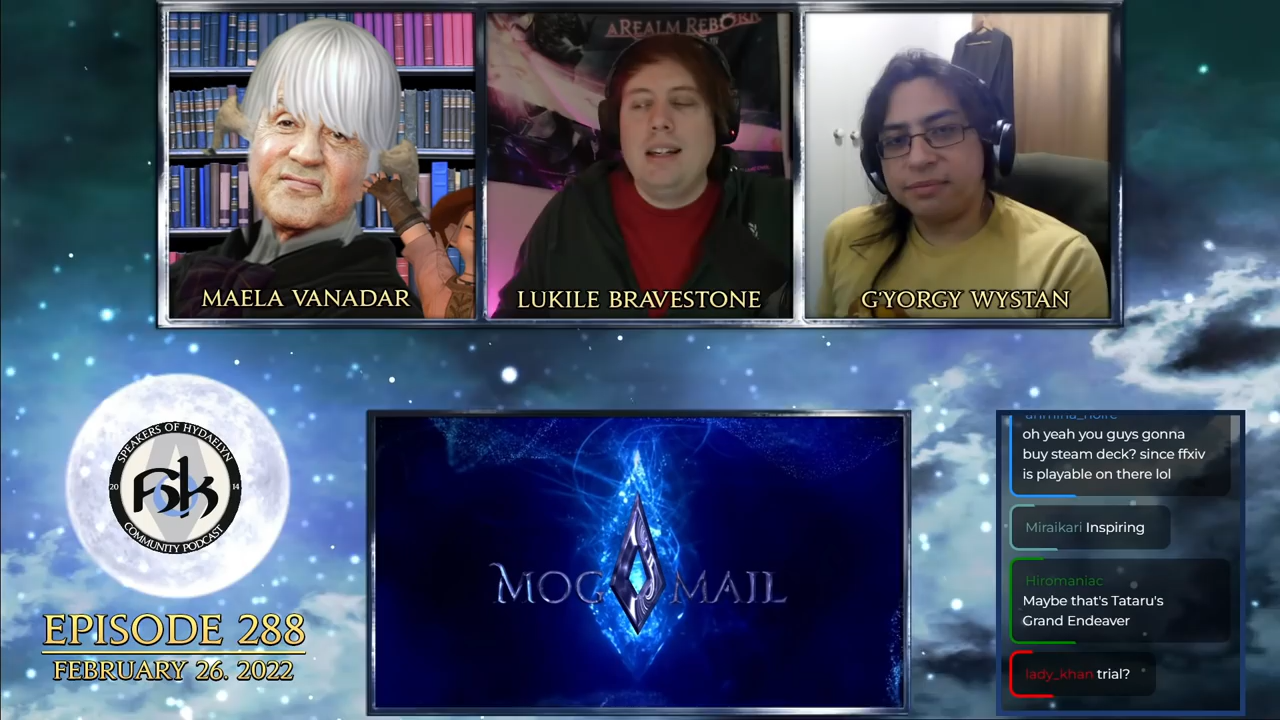 A REALM REBORN
MAELA VANADAR
LUKILE BRAVESTONE
G'YORGY WYSTAN
SPEAKERS OF HYDAELYN
20
14
COMMUNITY PODCAST
EPISODE 288
FEBRUARY 26. 2022
MOG MAIL
oh yeah you guys gonna
buy steam deck? since ffxiv
is playable on there lol
Miraikari Inspiring
Hiromaniac
Maybe that's Tataru's
Grand Endeaver
lady_khan trial?